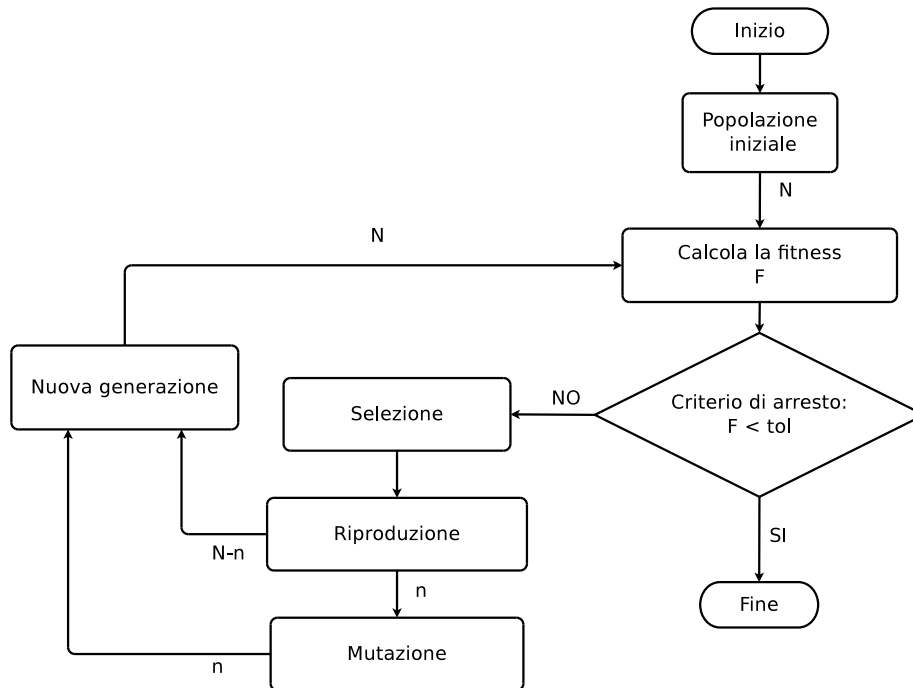 Inizio
Popolazione
iniziale
N
N
Calcola la fitness
F
Nuova generazione
Selezione
NO
Criterio di arresto:
F < tol
Riproduzione
N-n
SI
n
Fine
Mutazione
n